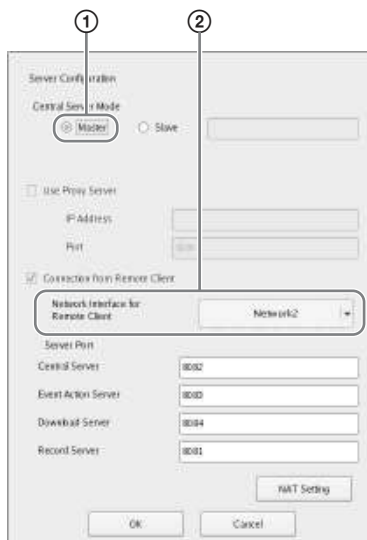 1 2
Server Configuration
Central Server Mode
Master Slave
Use Proxy Server
IP Address
Port
Connection from Remote Client
Network Interface for
Remote Client
Network2
Server Port
Central Server 8082
Event Action Server 8083
Download Server 8084
Record Server 8081
NAT Setting
OK Cancel